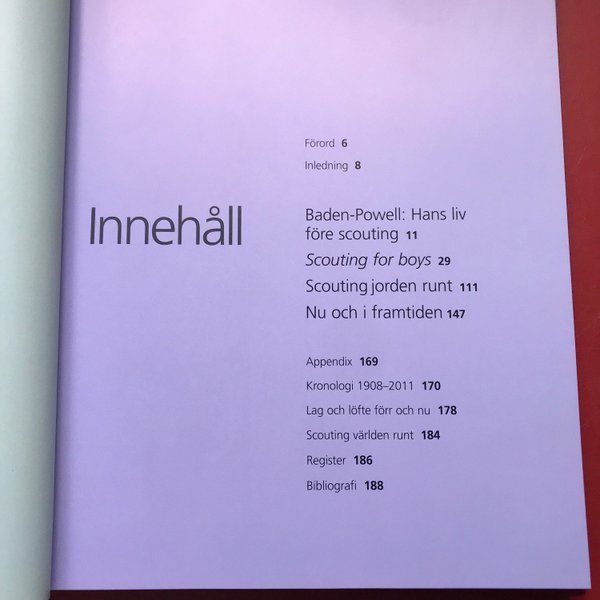 Förord 6
Inledning 8
Innehåll
Baden-Powell: Hans liv
före scouting 11
Scouting for boys 29
Scouting jorden runt 111
Nu och i framtiden 147
Appendix 169
Kronologi 1908–2011 170
Lag och löfte förr och nu 178
Scouting världen runt 184
Register 186
Bibliografi 188